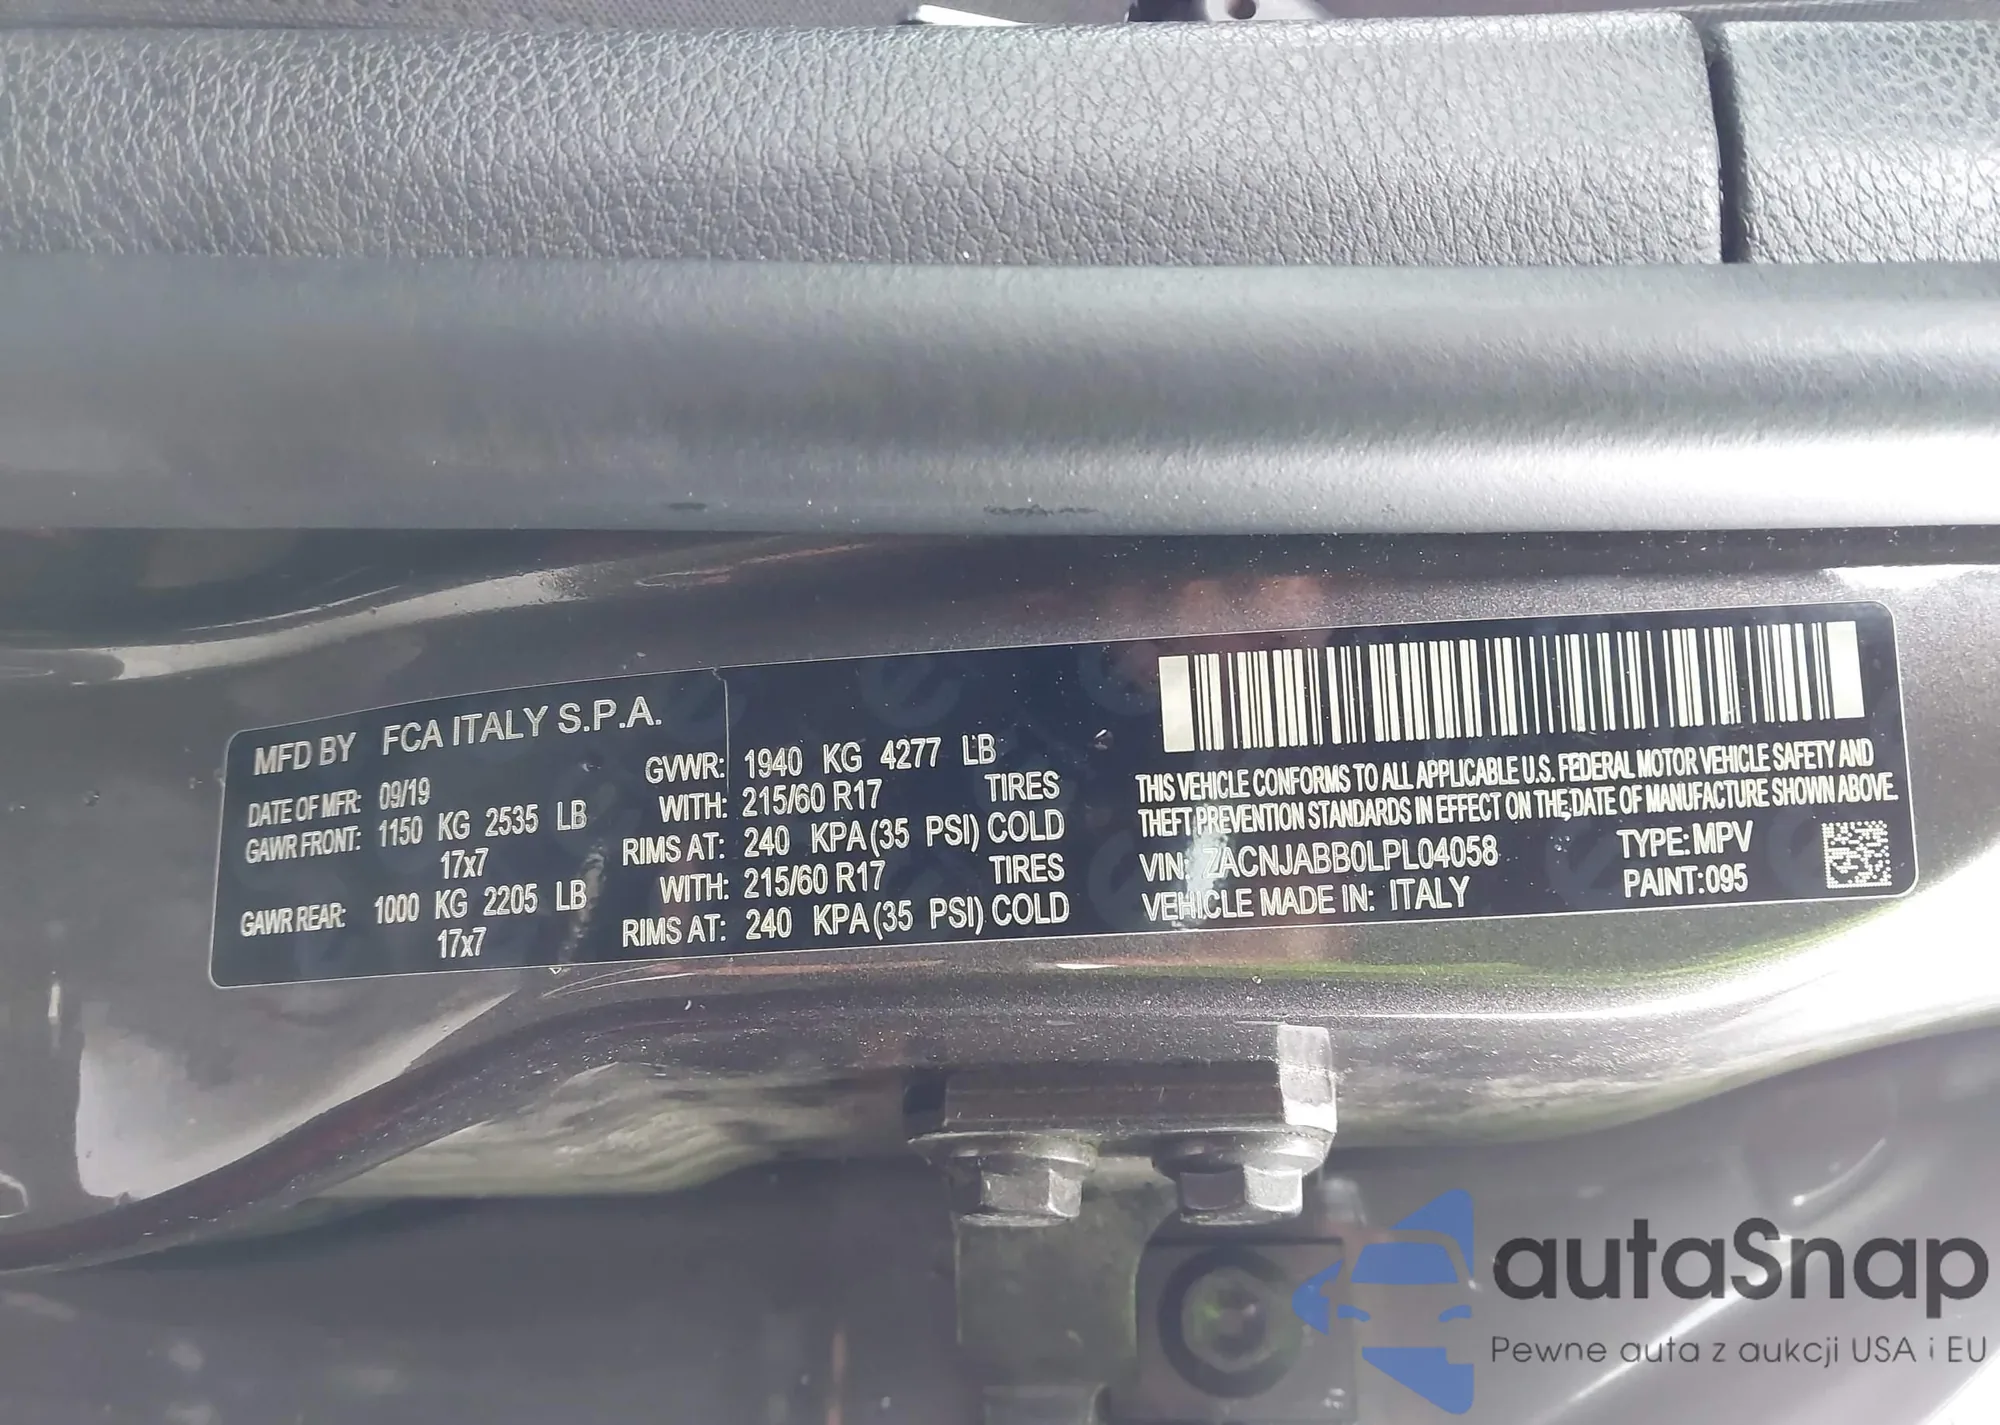 MFD BY FCA ITALY S.P.A.
DATE OF MFR: 09/19
GVWR: 1940 KG 4277 LB
GAWR FRONT: 1150 KG 2535 LB
WITH: 215/60 R17 TIRES
17x7
RIMS AT: 240 KPA(35 PSI) COLD
GAWR REAR: 1000 KG 2205 LB
WITH: 215/60 R17 TIRES
17x7
RIMS AT: 240 KPA(35 PSI) COLD
THIS VEHICLE CONFORMS TO ALL APPLICABLE U.S. FEDERAL MOTOR VEHICLE SAFETY AND
THEFT PREVENTION STANDARDS IN EFFECT ON THE DATE OF MANUFACTURE SHOWN ABOVE.
VIN: ZACNJABB0LPL04058
TYPE: MPV
VEHICLE MADE IN: ITALY
PAINT: 095
autaSnap
Pewne auta z aukcji USA i EU